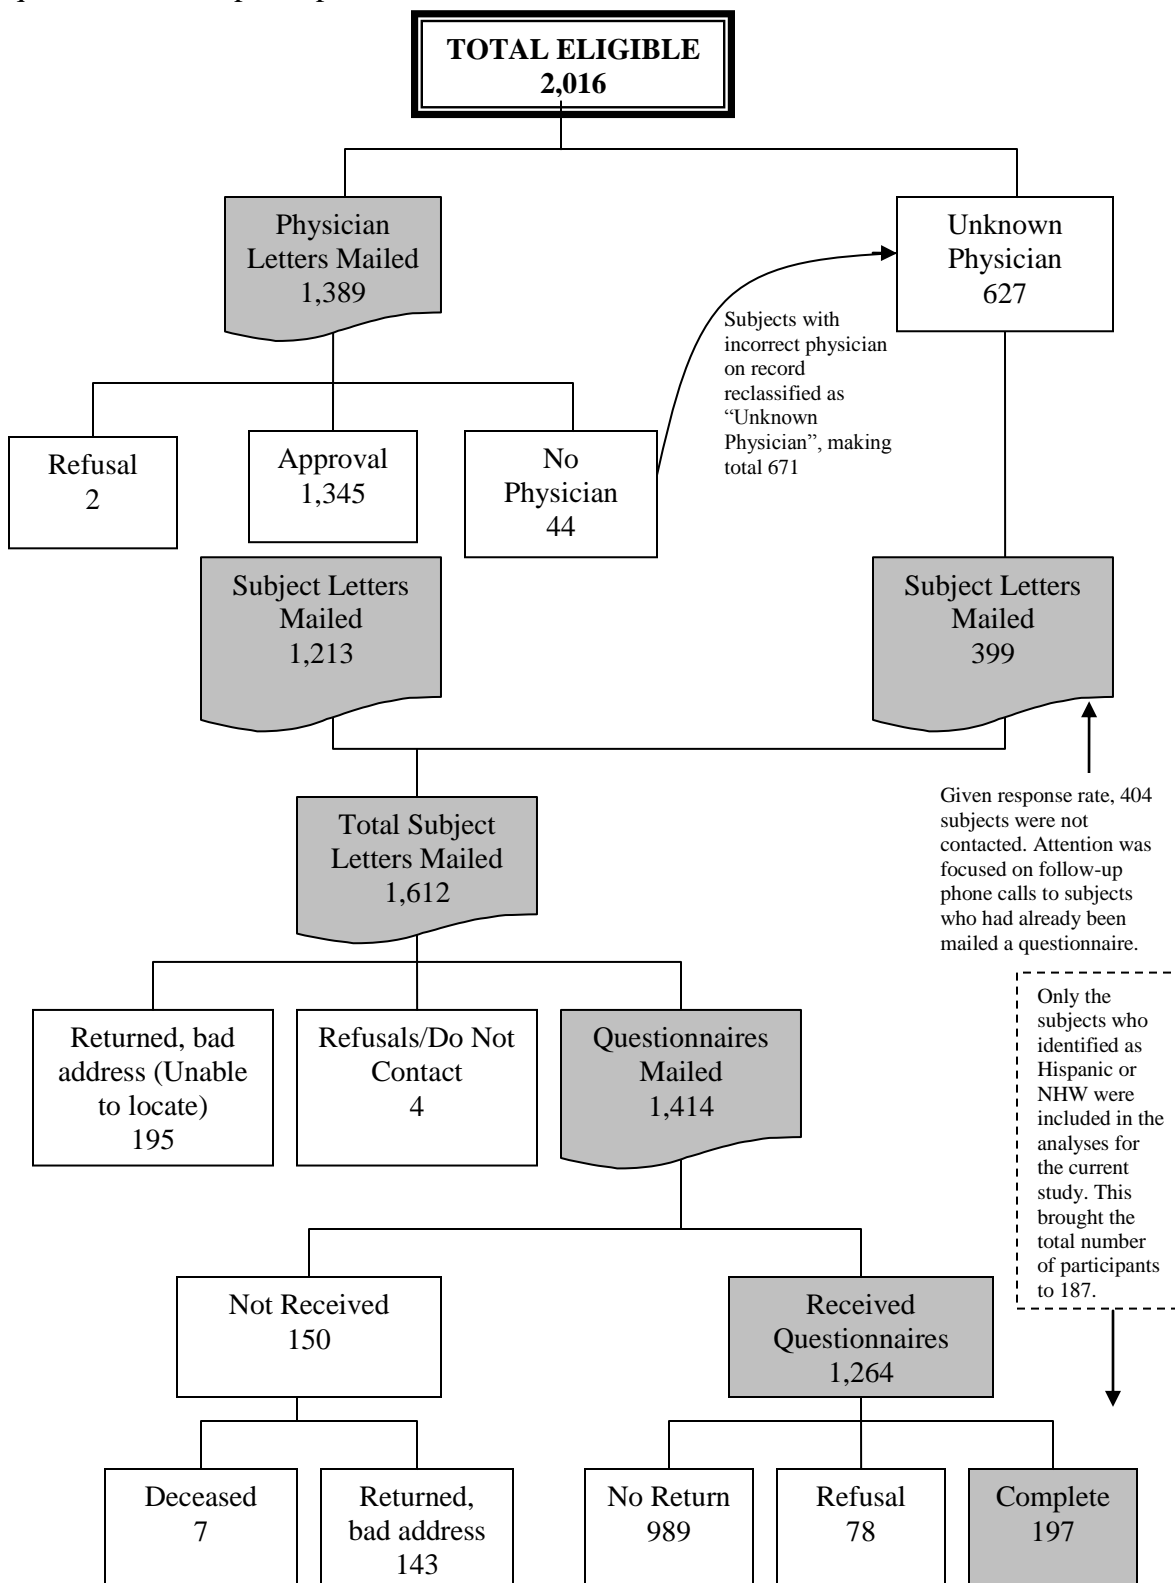 TOTAL ELIGIBLE
2,016
Physician
Letters Mailed
1,389
Unknown
Physician
627
Subjects with
incorrect physician
on record
reclassified as
“Unknown
Physician”, making
total 671
Refusal
2
Approval
1,345
No
Physician
44
Subject Letters
Mailed
1,213
Subject Letters
Mailed
399
Given response rate, 404
subjects were not
contacted. Attention was
focused on follow-up
phone calls to subjects
who had already been
mailed a questionnaire.
Total Subject
Letters Mailed
1,612
Returned, bad
address (Unable
to locate)
195
Refusals/Do Not
Contact
4
Questionnaires
Mailed
1,414
Only the
subjects who
identified as
Hispanic or
NHW were
included in the
analyses for
the current
study. This
brought the
total number
of participants
to 187.
Not Received
150
Received
Questionnaires
1,264
Deceased
7
Returned,
bad address
143
No Return
989
Refusal
78
Complete
197